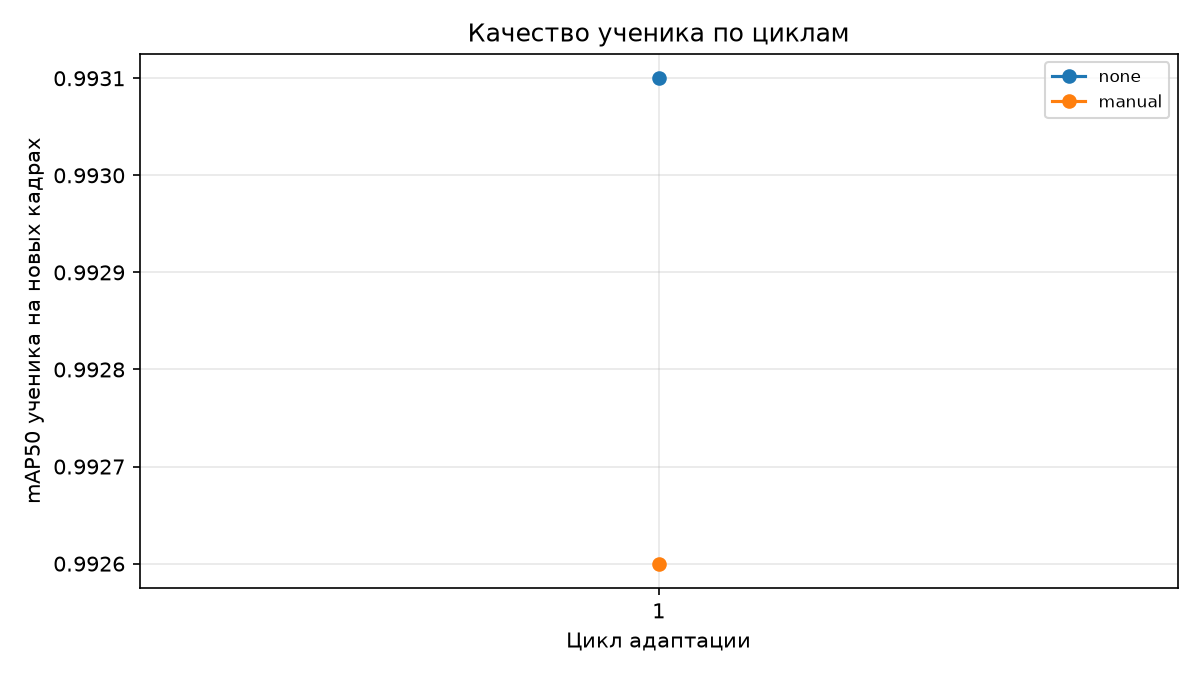 Качество ученика по циклам
none
manual
mAP50 ученика на новых кадрах
0.9931
0.9930
0.9929
0.9928
0.9927
0.9926
1
Цикл адаптации